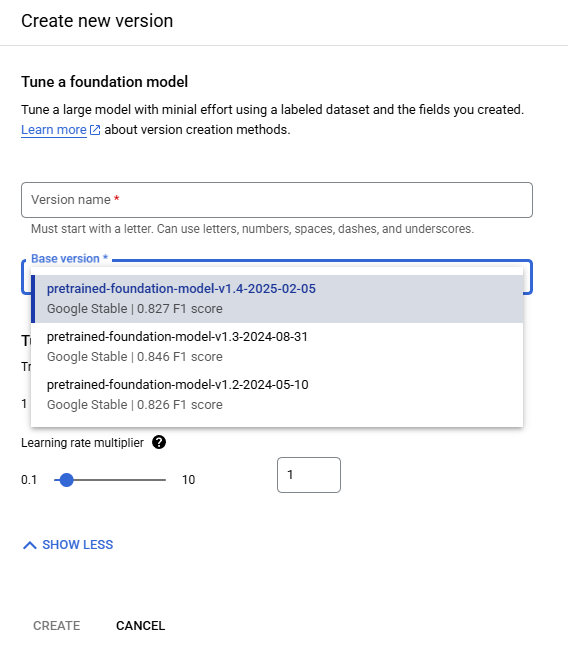 Create new version
Tune a foundation model
Tune a large model with minial effort using a labeled dataset and the fields you created.
Learn more about version creation methods.
Version name *
Must start with a letter. Can use letters, numbers, spaces, dashes, and underscores.
Base version *
pretrained-foundation-model-v1.4-2025-02-05
Google Stable | 0.827 F1 score
pretrained-foundation-model-v1.3-2024-08-31
Google Stable | 0.846 F1 score
pretrained-foundation-model-v1.2-2024-05-10
Google Stable | 0.826 F1 score
1
Learning rate multiplier ?
0.1 10 1
SHOW LESS
CREATE CANCEL